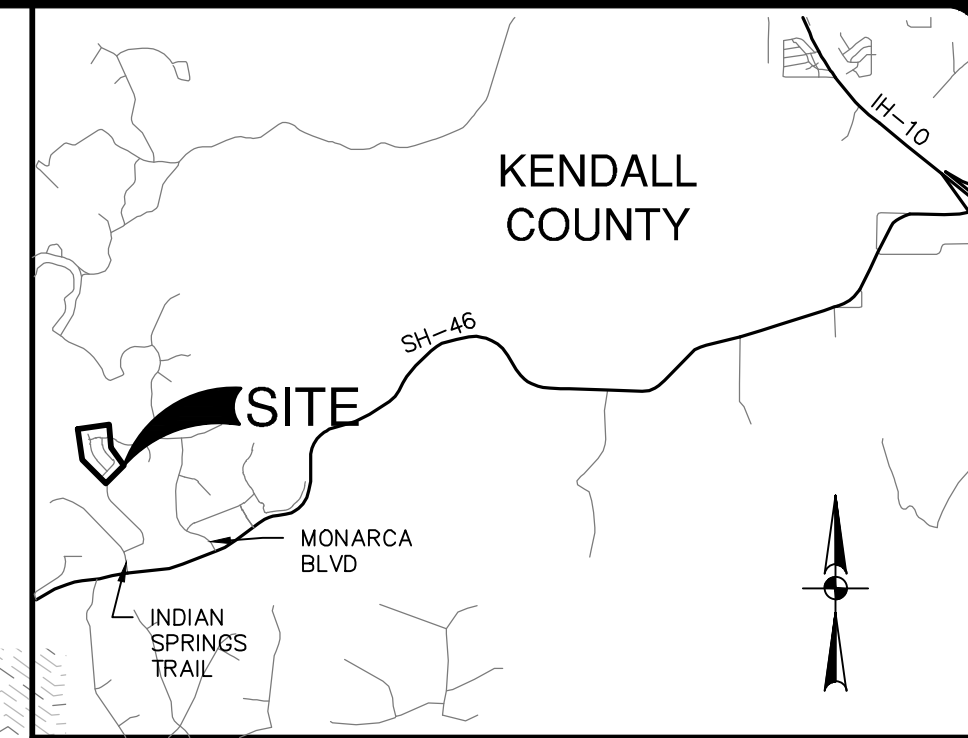 IH-10
KENDALL
COUNTY
SH-46
SITE
MONARCA
BLVD
INDIAN
SPRINGS
TRAIL